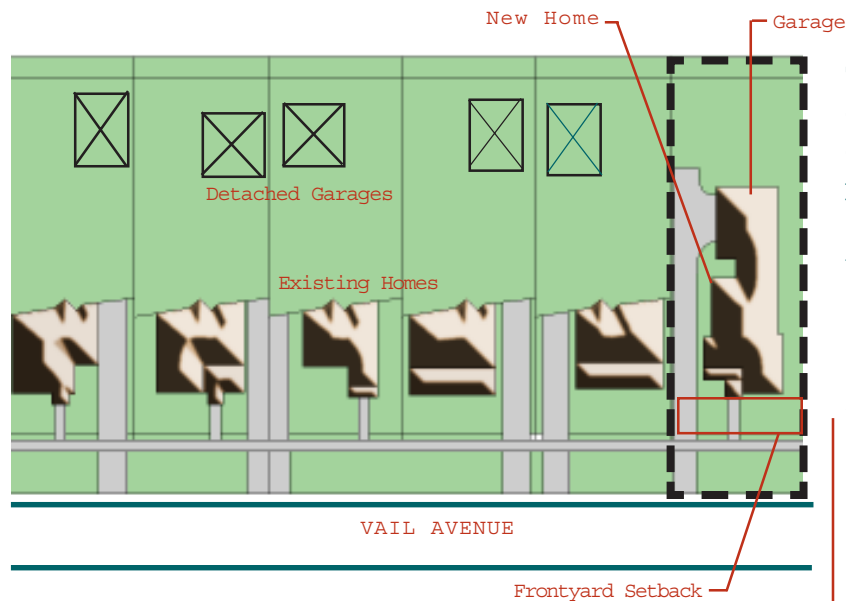 New Home
Garage
Detached Garages
Existing Homes
VAIL AVENUE
Frontyard Setback